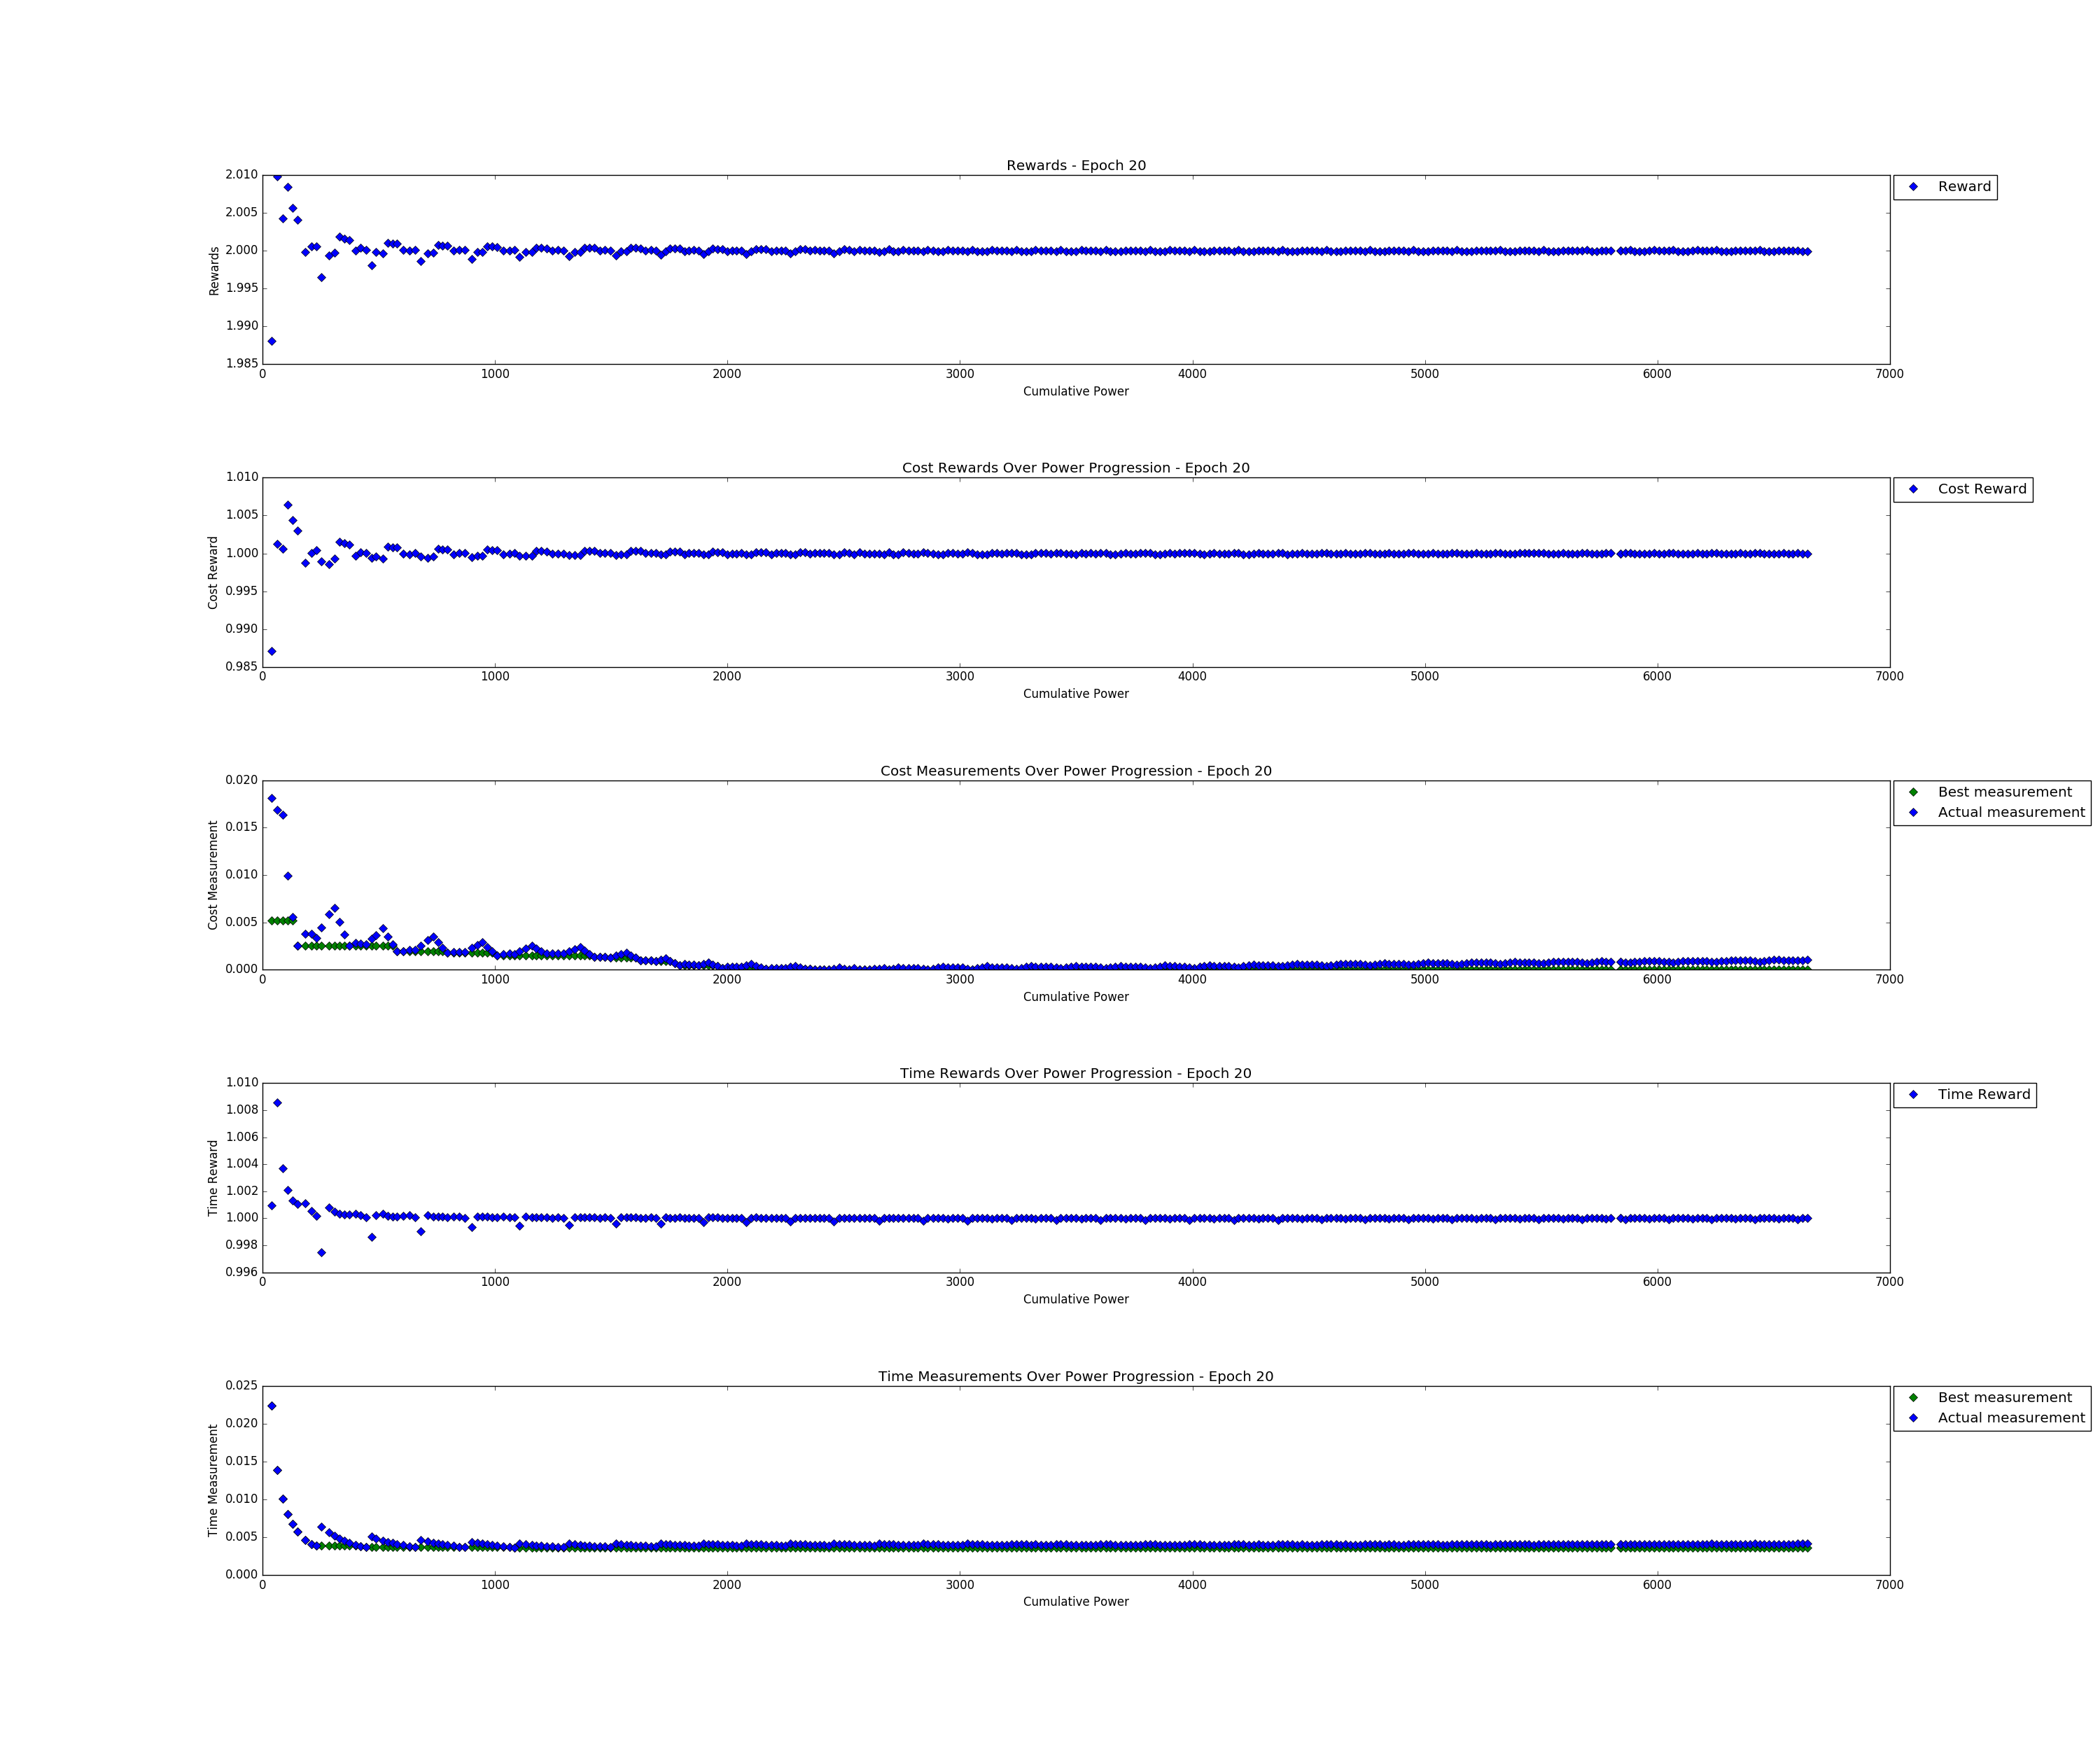 Rewards - Epoch 20
2.010
2.005
2.000
1.995
1.990
1.985
Rewards
0 1000 2000 3000 4000 5000 6000 7000
Cumulative Power
Reward
Cost Rewards Over Power Progression - Epoch 20
1.010
1.005
1.000
0.995
0.990
0.985
Cost Reward
0 1000 2000 3000 4000 5000 6000 7000
Cumulative Power
Cost Reward
Cost Measurements Over Power Progression - Epoch 20
0.020
0.015
0.010
0.005
0.000
Cost Measurement
0 1000 2000 3000 4000 5000 6000 7000
Cumulative Power
Best measurement
Actual measurement
Time Rewards Over Power Progression - Epoch 20
1.010
1.008
1.006
1.004
1.002
1.000
0.998
0.996
Time Reward
0 1000 2000 3000 4000 5000 6000 7000
Cumulative Power
Time Reward
Time Measurements Over Power Progression - Epoch 20
0.025
0.020
0.015
0.010
0.005
0.000
Time Measurement
0 1000 2000 3000 4000 5000 6000 7000
Cumulative Power
Best measurement
Actual measurement